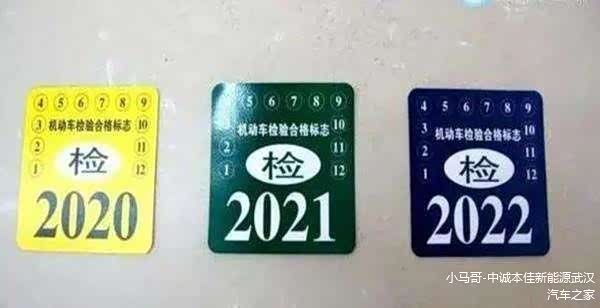 4 5 6 7 8 9
3 机动车检验合格标志 10
2 检 11
1 12
2020
5 6 7 8 9
机动车检验合格标志 10
2 检 11
1 12
2021
4 5 6 7 8 9
3 机动车检验合格标志 10
2 检 11
1 12
2022
小马哥-中诚本佳新能源武汉
汽车之家